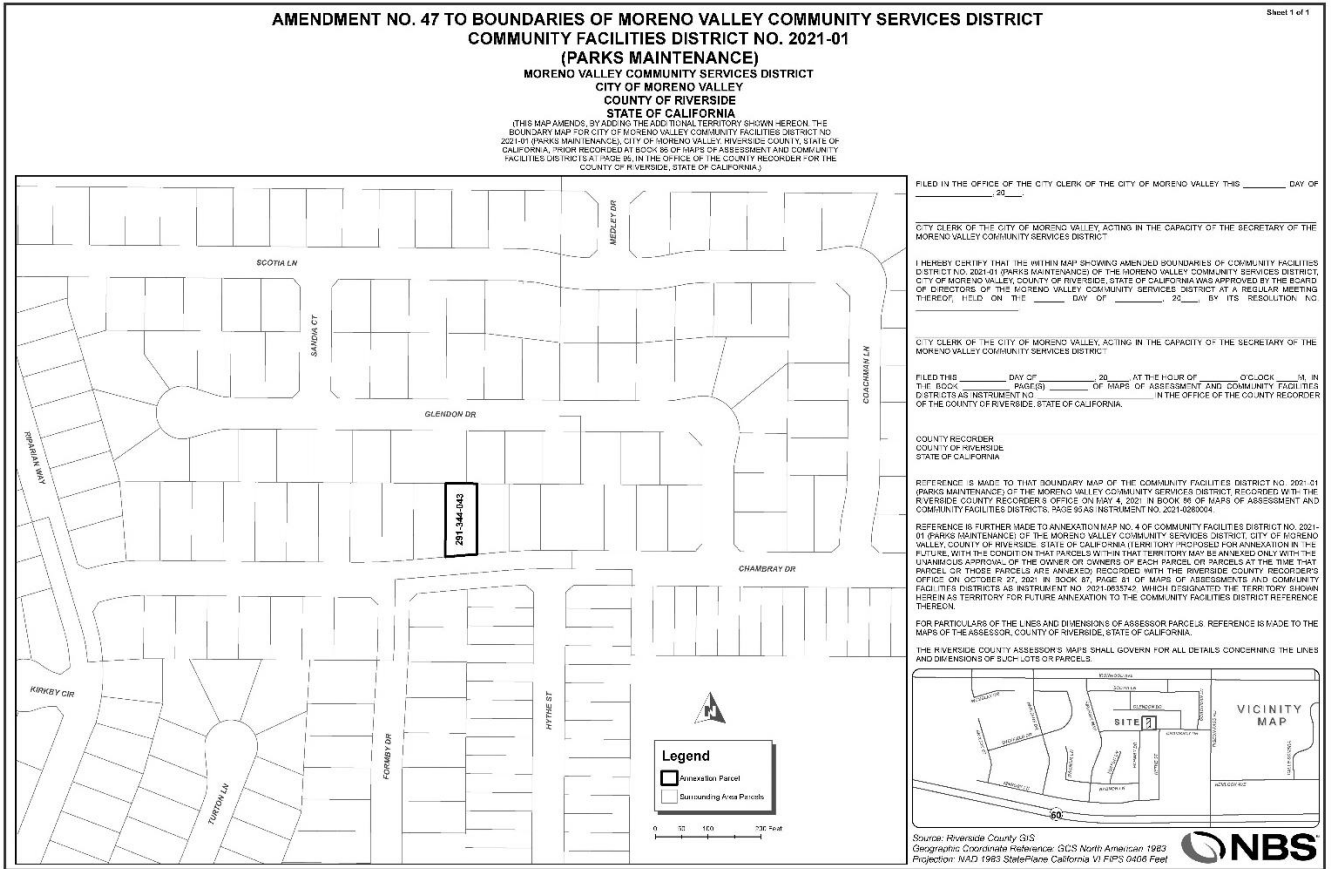 Sheet 1 of 1
AMENDMENT NO. 47 TO BOUNDARIES OF MORENO VALLEY COMMUNITY SERVICES DISTRICT
COMMUNITY FACILITIES DISTRICT NO. 2021-01
(PARKS MAINTENANCE)
MORENO VALLEY COMMUNITY SERVICES DISTRICT
CITY OF MORENO VALLEY
COUNTY OF RIVERSIDE
STATE OF CALIFORNIA
(THIS MAP AMENDS, BY ADDING THE ADDITIONAL TERRITORY SHOWN HEREON, THE
BOUNDARY MAP FOR CITY OF MORENO VALLEY COMMUNITY FACILITIES DISTRICT NO
2021-01 (PARKS MAINTENANCE), CITY OF MORENO VALLEY, RIVERSIDE COUNTY, STATE OF
CALIFORNIA, PRIOR RECORDED AT BOOK 86 OF MAPS OF ASSESSMENT AND COMMUNITY
FACILITIES DISTRICTS AT PAGE 95, IN THE OFFICE OF THE COUNTY RECORDER FOR THE
COUNTY OF RIVERSIDE, STATE OF CALIFORNIA.)
MEDLEY DR
SCOTIA LN
SANDIA CT
COACHMAN LN
GLENDON DR
RIPARIAN WAY
291-344-043
CHAMBRAY DR
KIRKBY CIR
HYTHE ST
FORMBY DR
TURTON LN
N
Legend
Annexation Parcel
Surrounding Area Parcels
0 50 100 200 Feet
FILED IN THE OFFICE OF THE CITY CLERK OF THE CITY OF MORENO VALLEY THIS ________ DAY OF
____________, 20___.
CITY CLERK OF THE CITY OF MORENO VALLEY, ACTING IN THE CAPACITY OF THE SECRETARY OF THE
MORENO VALLEY COMMUNITY SERVICES DISTRICT
I HEREBY CERTIFY THAT THE WITHIN MAP SHOWING AMENDED BOUNDARIES OF COMMUNITY FACILITIES
DISTRICT NO. 2021-01 (PARKS MAINTENANCE) OF THE MORENO VALLEY COMMUNITY SERVICES DISTRICT,
CITY OF MORENO VALLEY, COUNTY OF RIVERSIDE, STATE OF CALIFORNIA WAS APPROVED BY THE BOARD
OF DIRECTORS OF THE MORENO VALLEY COMMUNITY SERVICES DISTRICT AT A REGULAR MEETING
THEREOF, HELD ON THE _____ DAY OF ________, 20___, BY ITS RESOLUTION NO.
_________________
CITY CLERK OF THE CITY OF MORENO VALLEY, ACTING IN THE CAPACITY OF THE SECRETARY OF THE
MORENO VALLEY COMMUNITY SERVICES DISTRICT
FILED THIS _________ DAY OF __________, 20___, AT THE HOUR OF _______ O'CLOCK ____M, IN
THE BOOK ________ PAGE(S) _______ OF MAPS OF ASSESSMENT AND COMMUNITY FACILITIES
DISTRICTS AS INSTRUMENT NO. ____________________ IN THE OFFICE OF THE COUNTY RECORDER
OF THE COUNTY OF RIVERSIDE, STATE OF CALIFORNIA.
COUNTY RECORDER
COUNTY OF RIVERSIDE
STATE OF CALIFORNIA
REFERENCE IS MADE TO THAT BOUNDARY MAP OF THE COMMUNITY FACILITIES DISTRICT NO. 2021-01
(PARKS MAINTENANCE) OF THE MORENO VALLEY COMMUNITY SERVICES DISTRICT, RECORDED WITH THE
RIVERSIDE COUNTY RECORDER'S OFFICE ON MAY 4, 2021 IN BOOK 86 OF MAPS OF ASSESSMENT AND
COMMUNITY FACILITIES DISTRICTS, PAGE 95 AS INSTRUMENT NO. 2021-0280004.
REFERENCE IS FURTHER MADE TO ANNEXATION MAP NO. 4 OF COMMUNITY FACILITIES DISTRICT NO. 2021-
01 (PARKS MAINTENANCE) OF THE MORENO VALLEY COMMUNITY SERVICES DISTRICT, CITY OF MORENO
VALLEY, COUNTY OF RIVERSIDE, STATE OF CALIFORNIA (TERRITORY PROPOSED FOR ANNEXATION IN THE
FUTURE, WITH THE CONDITION THAT PARCELS WITHIN THAT TERRITORY MAY BE ANNEXED ONLY WITH THE
UNANIMOUS APPROVAL OF THE OWNER OR OWNERS OF EACH PARCEL OR PARCELS AT THE TIME THAT
PARCEL OR THOSE PARCELS ARE ANNEXED) RECORDED WITH THE RIVERSIDE COUNTY RECORDER'S
OFFICE ON OCTOBER 27, 2021 IN BOOK 87, PAGE 81 OF MAPS OF ASSESSMENTS AND COMMUNITY
FACILITIES DISTRICTS AS INSTRUMENT NO. 2021-0635742, WHICH DESIGNATED THE TERRITORY SHOWN
HEREIN AS TERRITORY FOR FUTURE ANNEXATION TO THE COMMUNITY FACILITIES DISTRICT REFERENCE
THEREON.
FOR PARTICULARS OF THE LINES AND DIMENSIONS OF ASSESSOR PARCELS, REFERENCE IS MADE TO THE
MAPS OF THE ASSESSOR, COUNTY OF RIVERSIDE, STATE OF CALIFORNIA.
THE RIVERSIDE COUNTY ASSESSOR'S MAPS SHALL GOVERN FOR ALL DETAILS CONCERNING THE LINES
AND DIMENSIONS OF SUCH LOTS OR PARCELS.
VICINITY
MAP
SCOTIA LN
GLENDON DR
SITE
HYTHE ST
60
Source: Riverside County GIS
Geographic Coordinate Reference: GCS North American 1983
Projection: NAD 1983 StatePlane California VI FIPS 0406 Feet
NBS